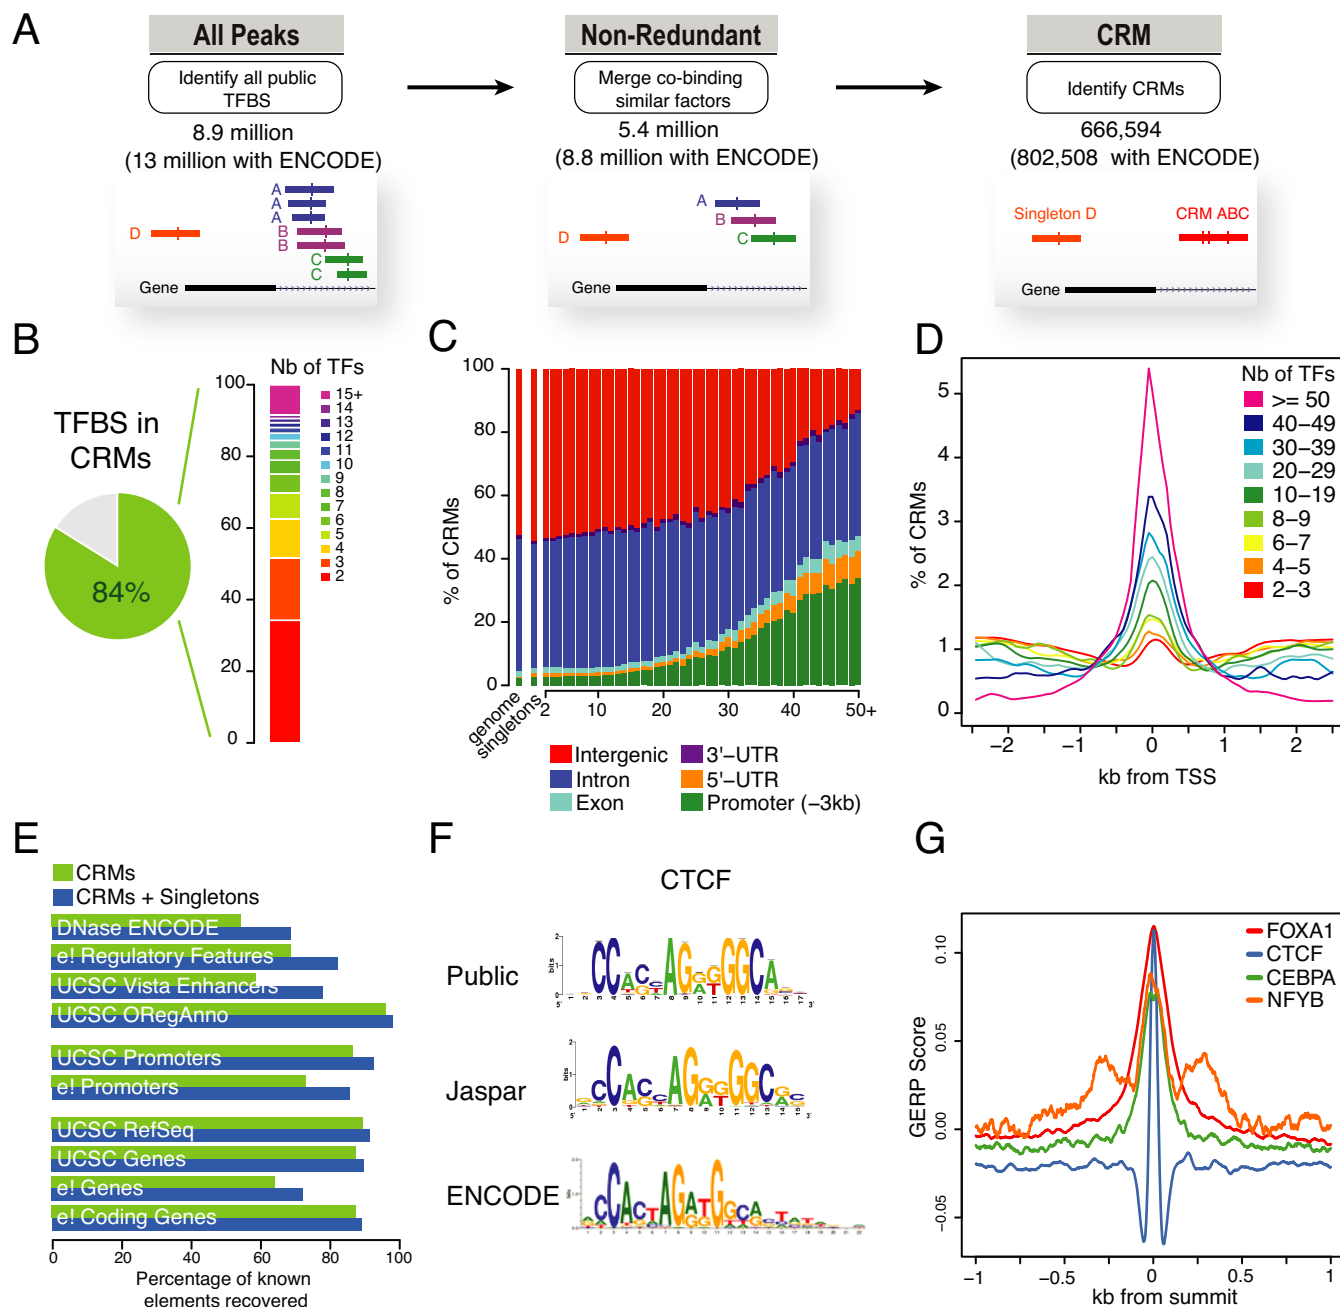 A
All Peaks
Non-Redundant
CRM
Identify all public
TFBS
Merge co-binding
similar factors
Identify CRMs
8.9 million
(13 million with ENCODE)
5.4 million
(8.8 million with ENCODE)
666,594
(802,508 with ENCODE)
A
A
A
B
B
C
C
D
Gene
A
B
C
D
Singleton D
CRM ABC
Gene
B
TFBS in
CRMs
84%
Nb of TFs
100
80
60
40
20
0
15+
14
13
12
11
10
9
8
7
6
5
4
3
2
C
% of CRMs
100
80
60
40
20
0
genome
singletons
2
10
20
30
40
50+
Intergenic
Intron
Exon
3'−UTR
5'−UTR
Promoter (−3kb)
D
% of CRMs
5
4
3
2
1
0
Nb of TFs
>= 50
40−49
30−39
20−29
10−19
8−9
6−7
4−5
2−3
−2
−1
0
1
2
kb from TSS
E
CRMs
CRMs + Singletons
DNase ENCODE
e! Regulatory Features
UCSC Vista Enhancers
UCSC ORegAnno
UCSC Promoters
e! Promoters
UCSC RefSeq
UCSC Genes
e! Genes
e! Coding Genes
0
20
40
60
80
100
Percentage of known
elements recovered
F
CTCF
Public
Jaspar
ENCODE
bits
G
GERP Score
0.10
0.05
0.00
−0.05
FOXA1
CTCF
CEBPA
NFYB
−1
−0.5
0
0.5
1
kb from summit